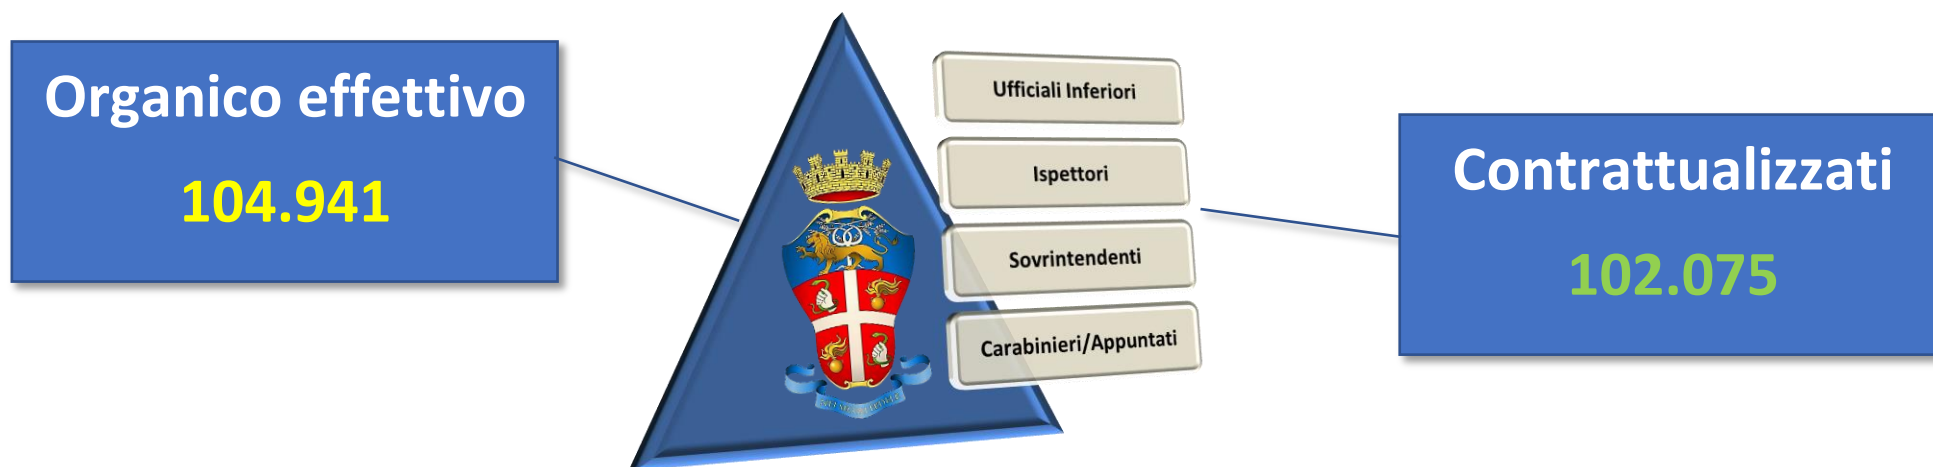 Organico effettivo
104.941
Ufficiali Inferiori
Ispettori
Sovrintendenti
Carabinieri/Appuntati
Contrattualizzati
102.075